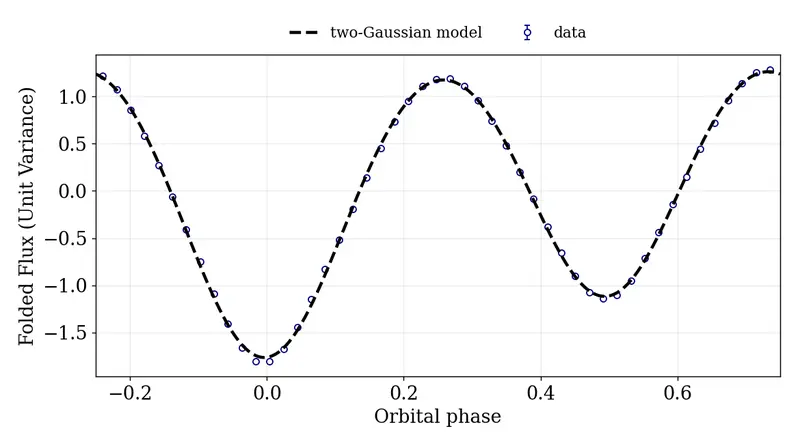 two-Gaussian model
data
Folded Flux (Unit Variance)
1.0
0.5
0.0
−0.5
−1.0
−1.5
−0.2
0.0
0.2
0.4
0.6
Orbital phase